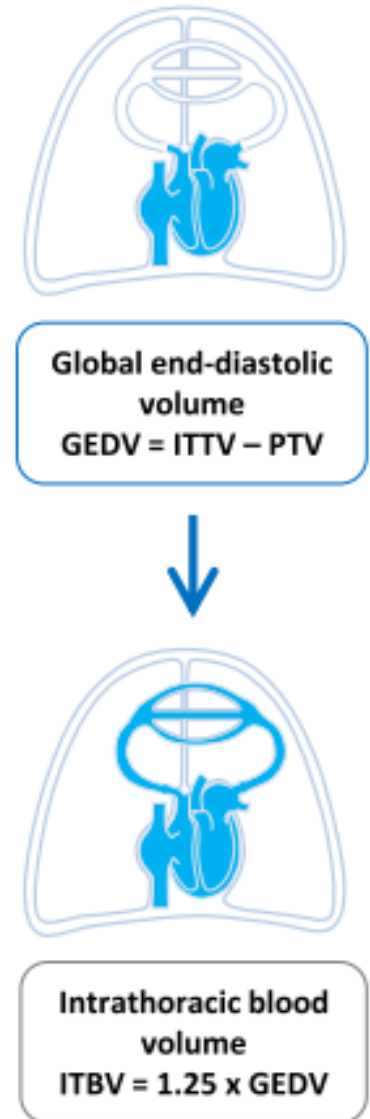 Global end-diastolic
volume
GEDV = ITTV – PTV
Intrathoracic blood
volume
ITBV = 1.25 x GEDV